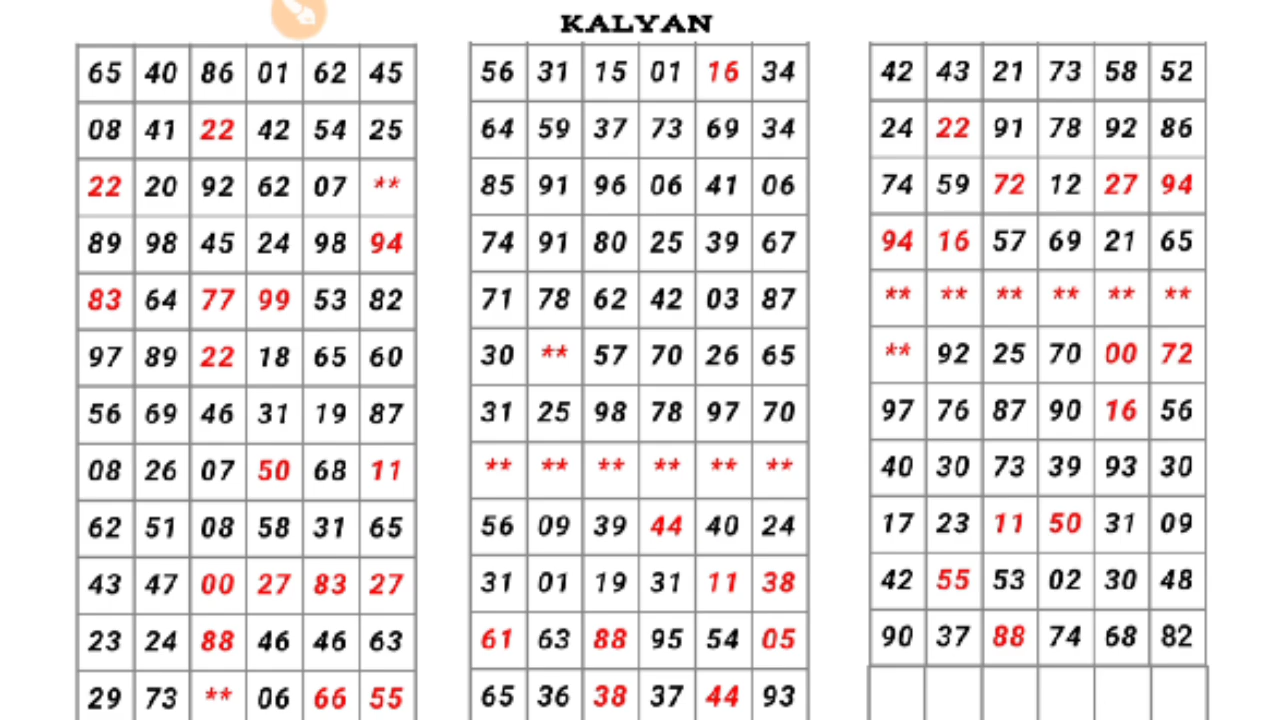 KALYAN
65 40 86 01 62 45
08 41 22 42 54 25
22 20 92 62 07 **
89 98 45 24 98 94
83 64 77 99 53 82
97 89 22 18 65 60
56 69 46 31 19 87
08 26 07 50 68 11
62 51 08 58 31 65
43 47 00 27 83 27
23 24 88 46 46 63
29 73 ** 06 66 55
56 31 15 01 16 34
64 59 37 73 69 34
85 91 96 06 41 06
74 91 80 25 39 67
71 78 62 42 03 87
30 ** 57 70 26 65
31 25 98 78 97 70
** ** ** ** ** **
56 09 39 44 40 24
31 01 19 31 11 38
61 63 88 95 54 05
65 36 38 37 44 93
42 43 21 73 58 52
24 22 91 78 92 86
74 59 72 12 27 94
94 16 57 69 21 65
** ** ** ** ** **
** 92 25 70 00 72
97 76 87 90 16 56
40 30 73 39 93 30
17 23 11 50 31 09
42 55 53 02 30 48
90 37 88 74 68 82